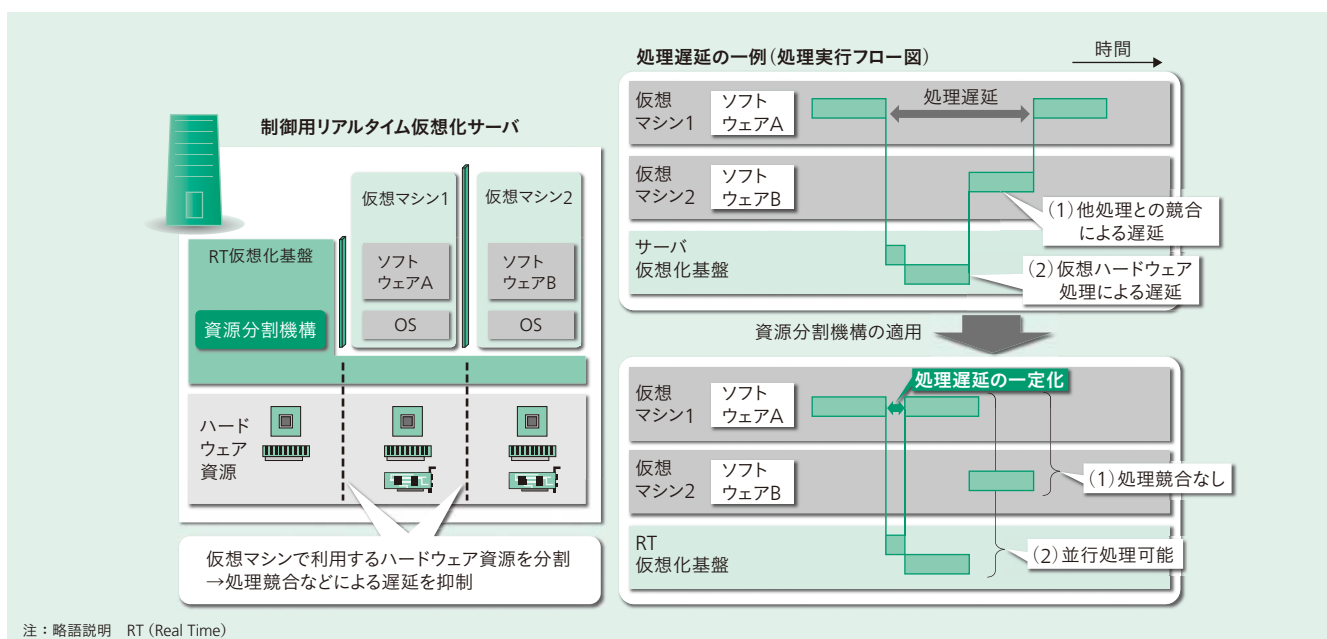 制御用リアルタイム仮想化サーバ
RT仮想化基盤
資源分割機構
仮想マシン1
ソフト
ウェアA
OS
仮想マシン2
ソフト
ウェアB
OS
ハード
ウェア
資源
仮想マシンで利用するハードウェア資源を分割
→処理競合などによる遅延を抑制
処理遅延の一例(処理実行フロー図)
時間
仮想
マシン1
ソフト
ウェアA
処理遅延
仮想
マシン2
ソフト
ウェアB
(1)他処理との競合
による遅延
サーバ
仮想化基盤
(2)仮想ハードウェア
処理による遅延
資源分割機構の適用
処理遅延の一定化
仮想
マシン1
ソフト
ウェアA
仮想
マシン2
ソフト
ウェアB
(1)処理競合なし
RT
仮想化基盤
(2)並行処理可能
注:略語説明 RT(Real Time)